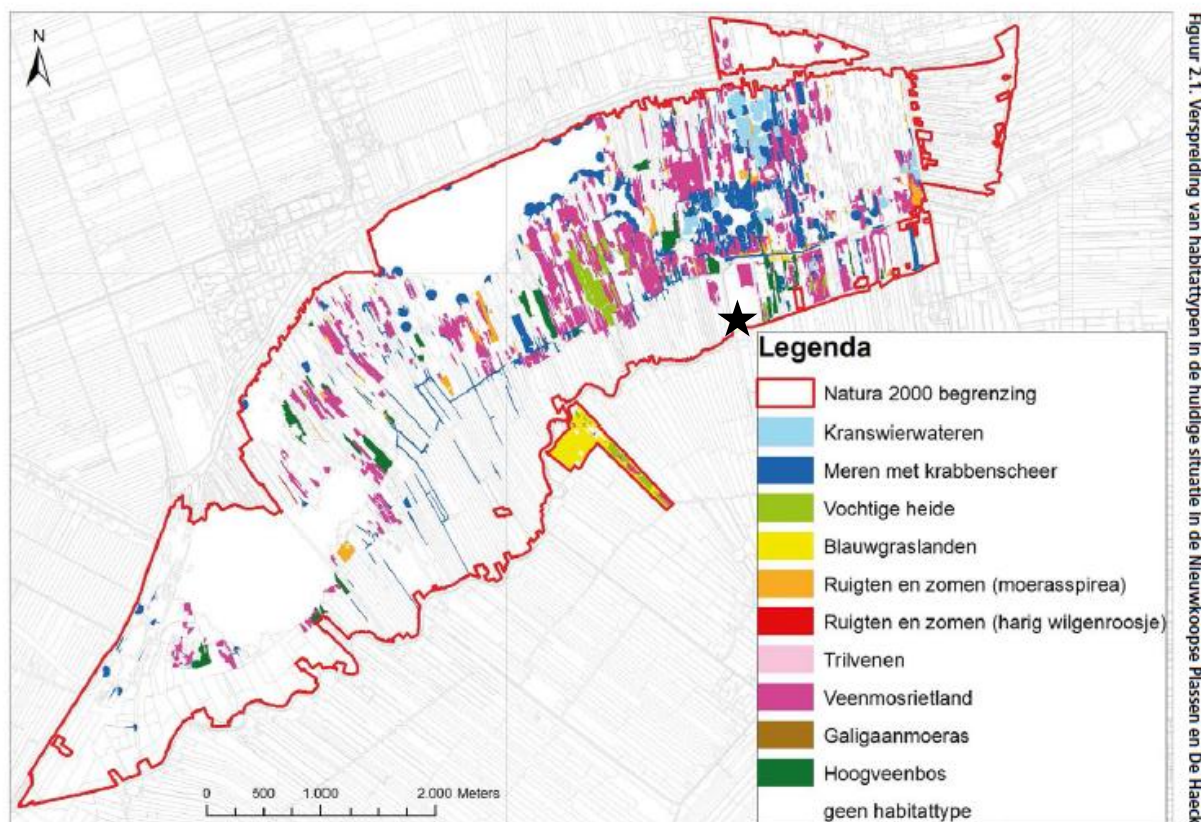 N
Legenda
Natura 2000 begrenzing
Kranswierwateren
Meren met krabbenscheer
Vochtige heide
Blauwgraslanden
Ruigten en zomen (moerasspirea)
Ruigten en zomen (harig wilgenroosje)
Trilvenen
Veenmosrietland
Galigaanmoeras
Hoogveenbos
geen habitattype
0 500 1.000 2.000 Meters
Figuur 2.1. Verspreiding van habitattypen in de huidige situatie in de Nieuwkoopse Plassen en De Haeck